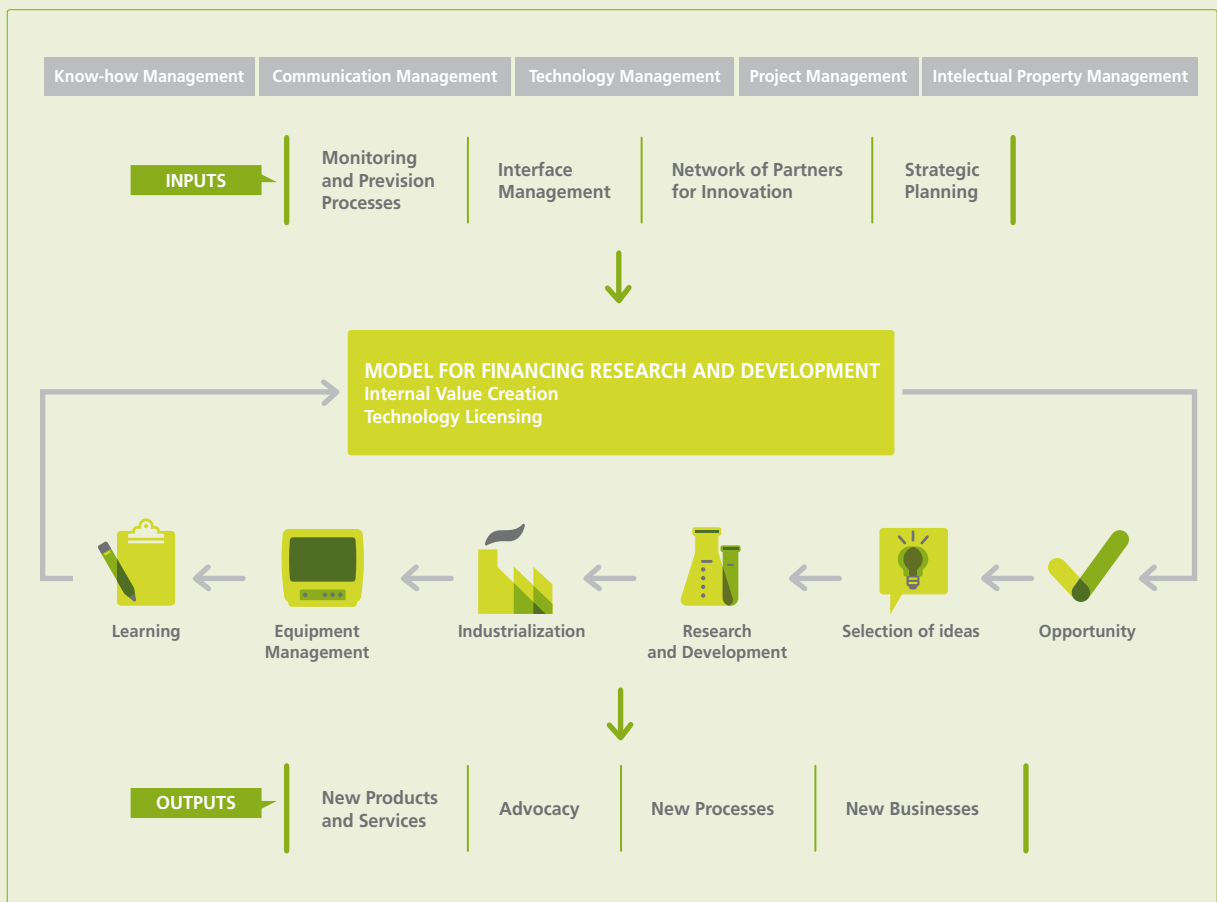 Know-how Management
Communication Management
Technology Management
Project Management
Intelectual Property Management
INPUTS
Monitoring
and Prevision
Processes
Interface
Management
Network of Partners
for Innovation
Strategic
Planning
MODEL FOR FINANCING RESEARCH AND DEVELOPMENT
Internal Value Creation
Technology Licensing
Learning
Equipment
Management
Industrialization
Research
and Development
Selection of ideas
Opportunity
OUTPUTS
New Products
and Services
Advocacy
New Processes
New Businesses